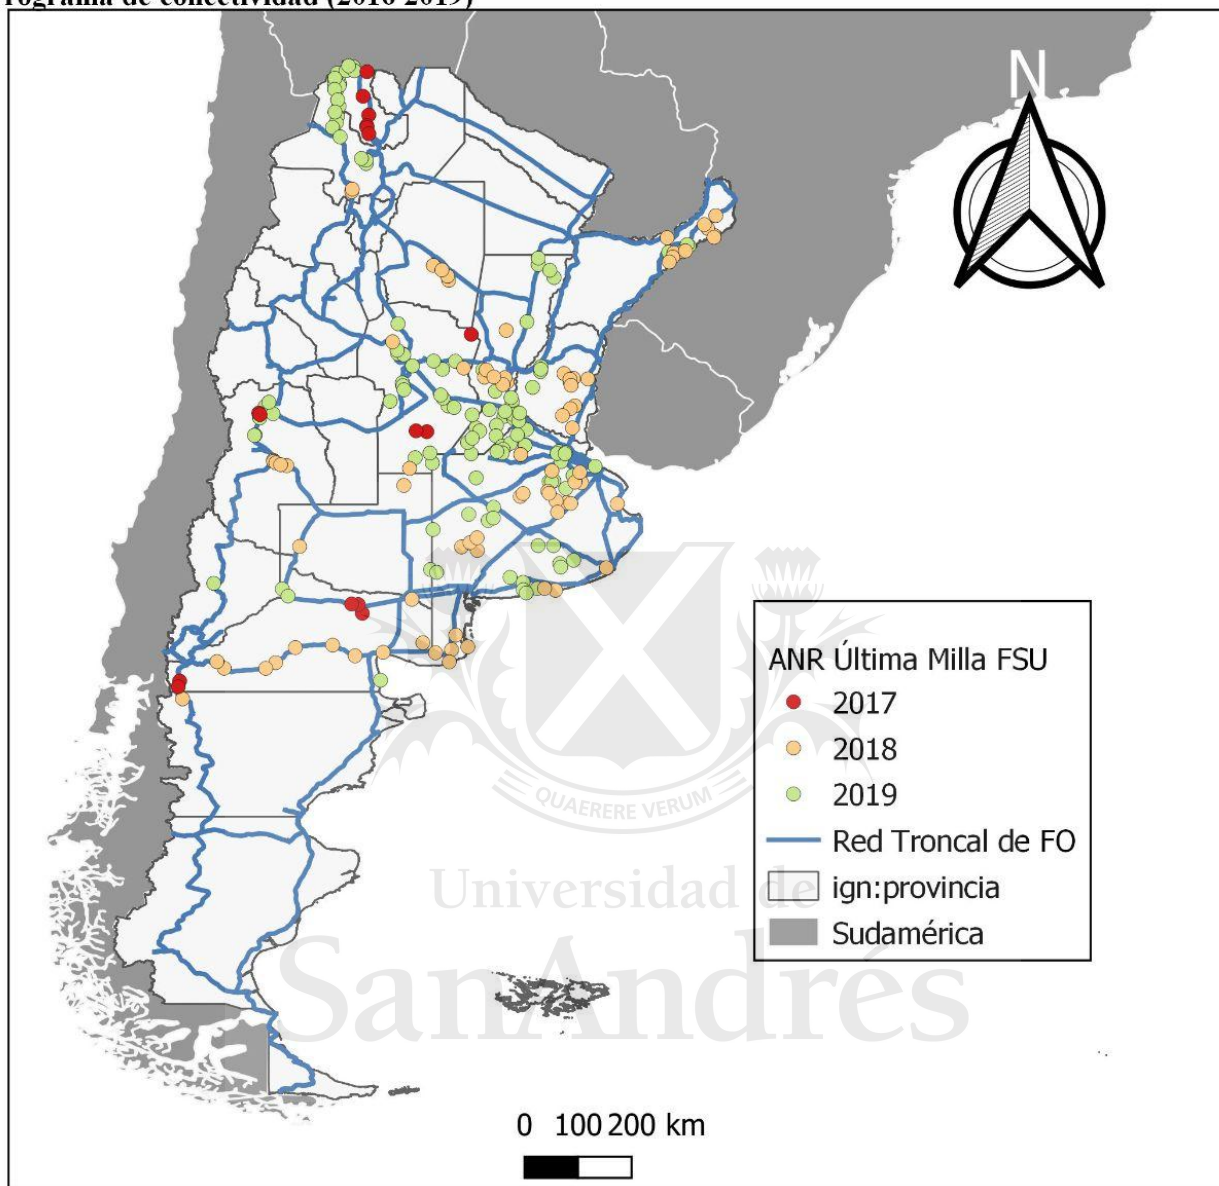 rograma de conectividad (2016-2019)
N
ANR Última Milla FSU
2017
2018
2019
Red Troncal de FO
ign:provincia
Sudamérica
QUAERERE VERUM
Universidad de
SanAndrés
0 100 200 km